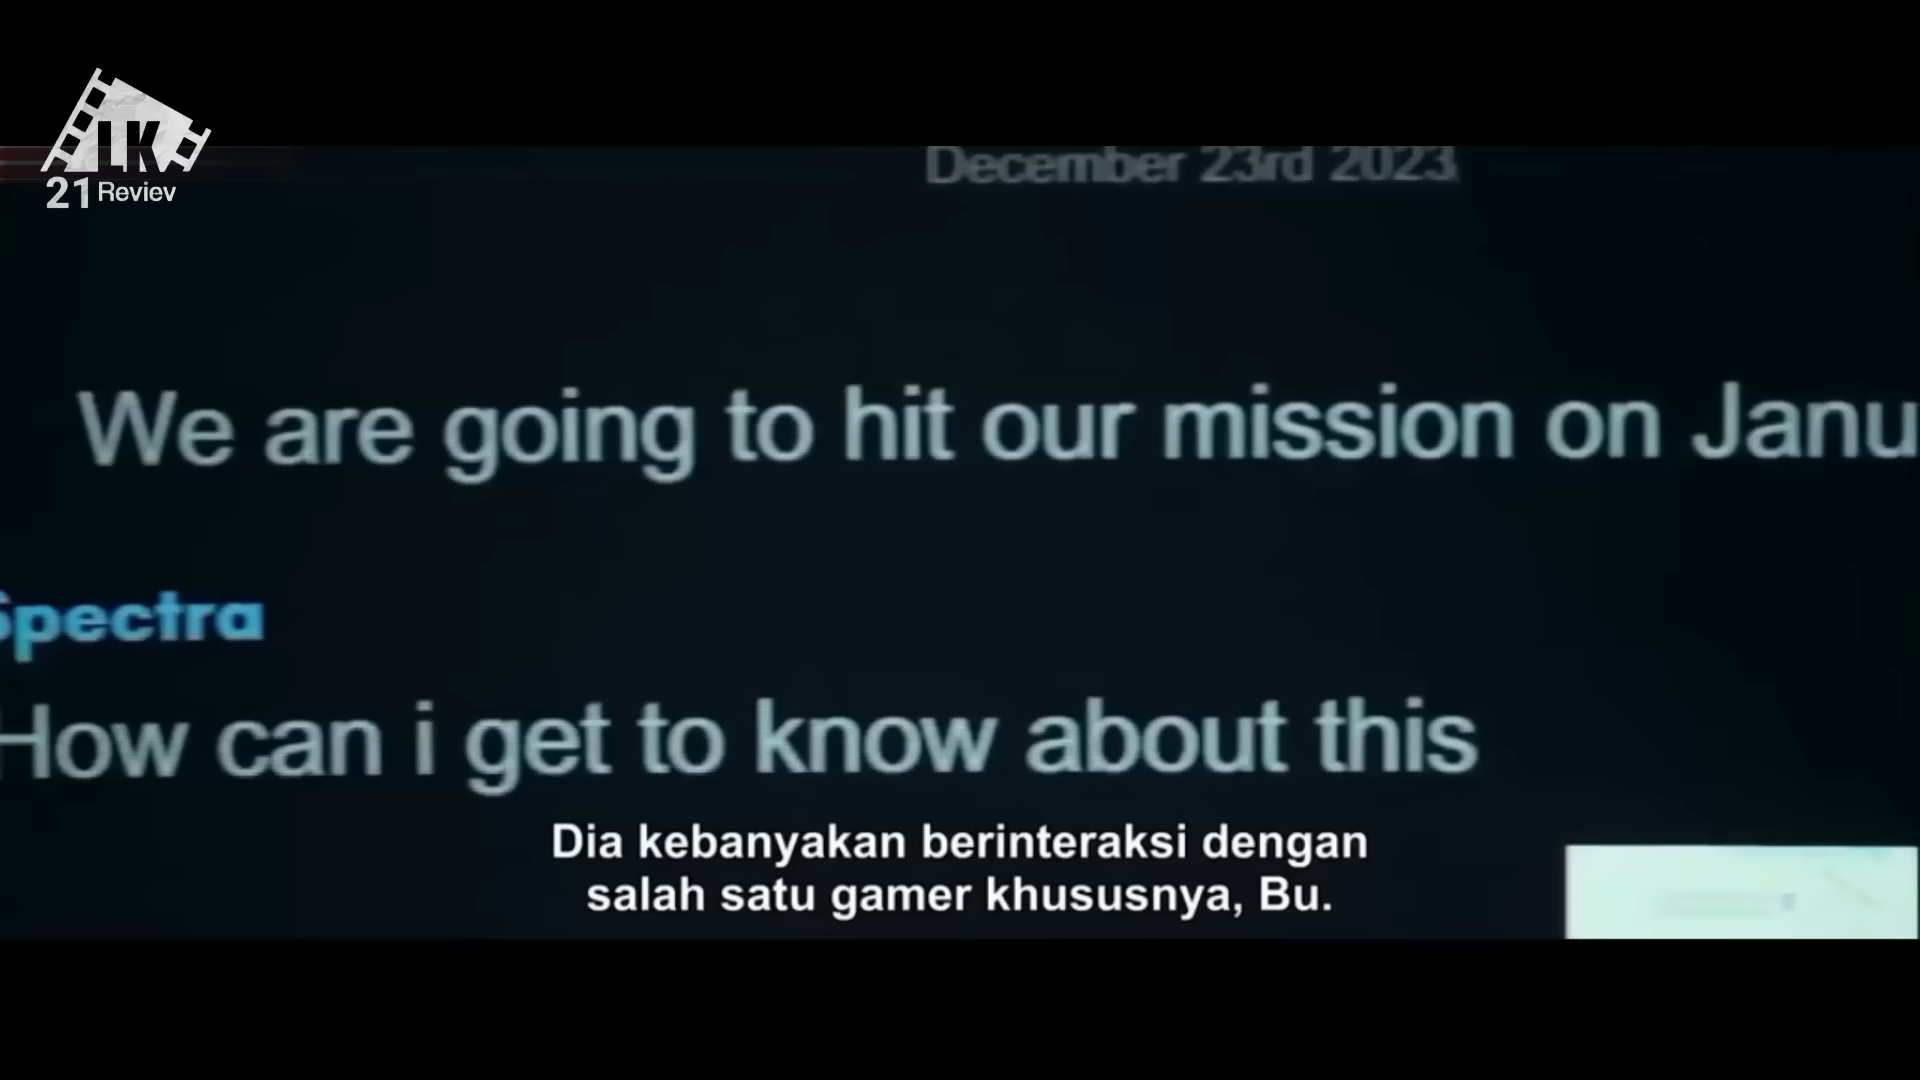 LK
21 Reviev
December 23rd 2023
We are going to hit our mission on Janu
Spectra
How can i get to know about this
Dia kebanyakan berinteraksi dengan
salah satu gamer khususnya, Bu.